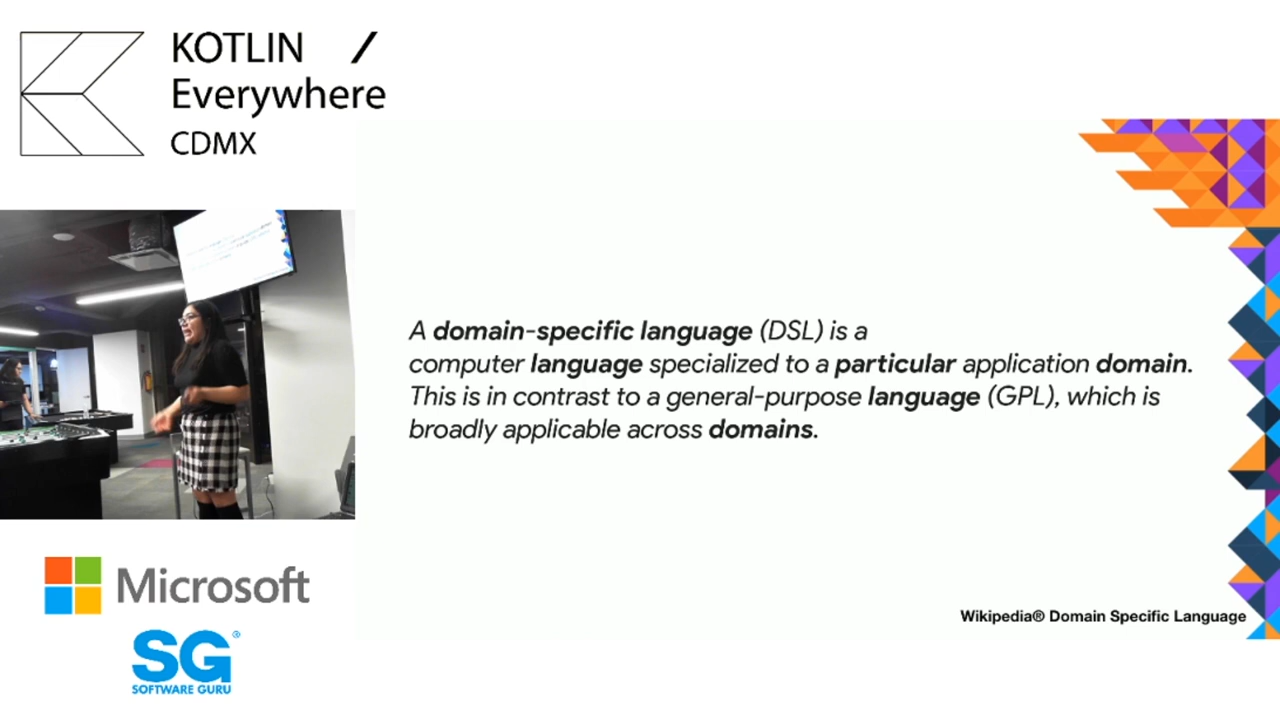 KOTLIN /
Everywhere
CDMX
A domain-specific language (DSL) is a
computer language specialized to a particular application domain.
This is in contrast to a general-purpose language (GPL), which is
broadly applicable across domains.
Wikipedia® Domain Specific Language
Microsoft
SG®
SOFTWARE GURU